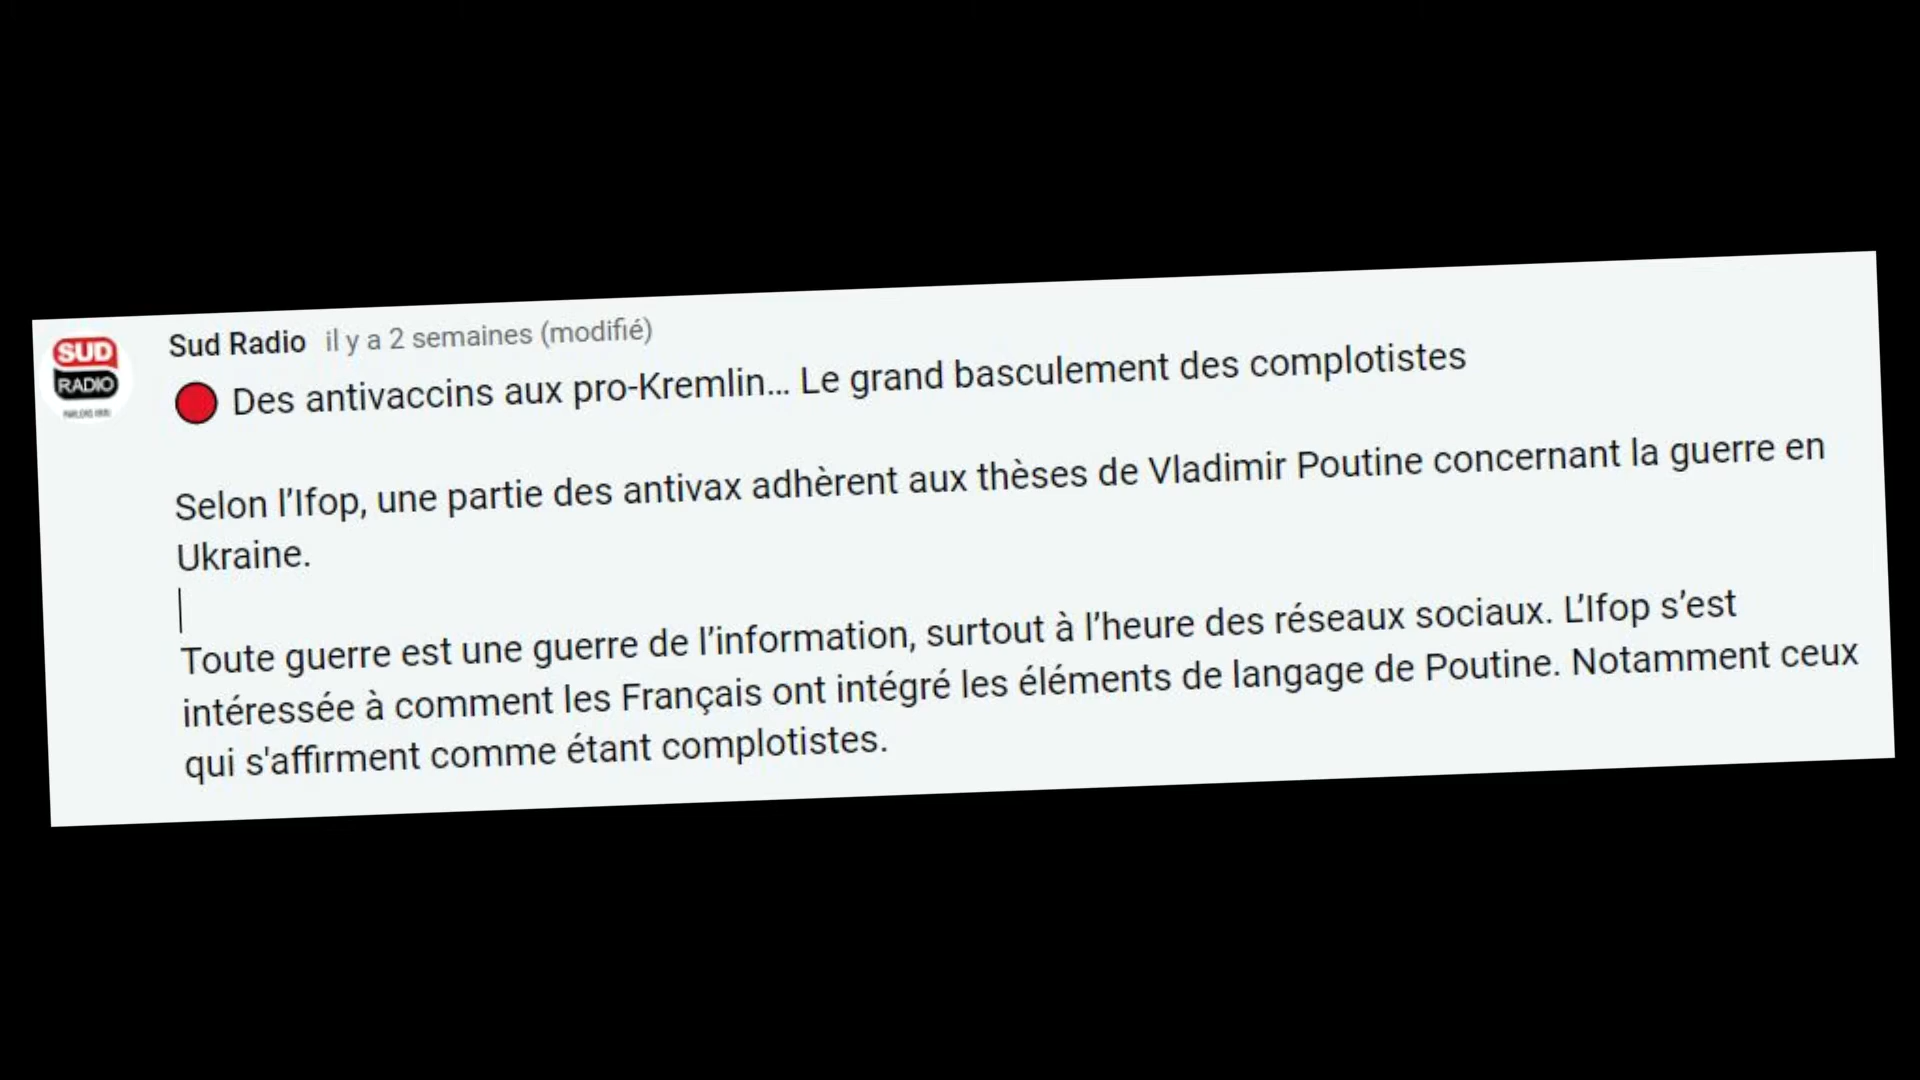 SUD
RADIO
Sud Radio il y a 2 semaines (modifié)
Des antivaccins aux pro-Kremlin... Le grand basculement des complotistes
Selon l’Ifop, une partie des antivax adhèrent aux thèses de Vladimir Poutine concernant la guerre en
Ukraine.
Toute guerre est une guerre de l’information, surtout à l’heure des réseaux sociaux. L’Ifop s’est
intéressée à comment les Français ont intégré les éléments de langage de Poutine. Notamment ceux
qui s'affirment comme étant complotistes.